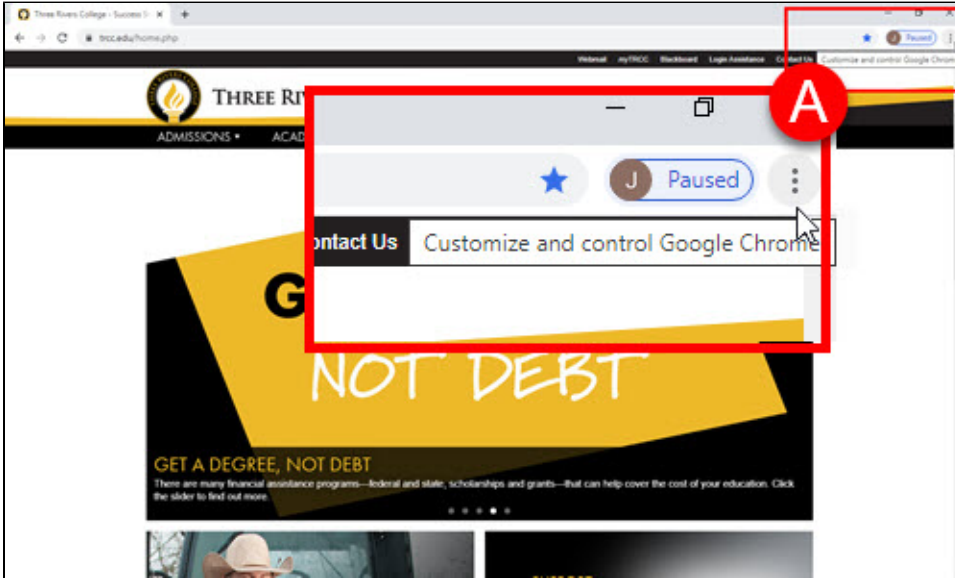 Three Rivers College - Success S
trcc.edu/home.php
Paused
Webmail myTRCC Blackboard Login Assistance Contact Us
Customize and control Google Chrom
A
THREE RI
ADMISSIONS ACAD
J Paused
ontact Us
Customize and control Google Chrome
G
NOT DEBT
GET A DEGREE, NOT DEBT
There are many financial assistance programs—federal and state, scholarships and grants—that can help cover the cost of your education. Click
the slider to find out more.